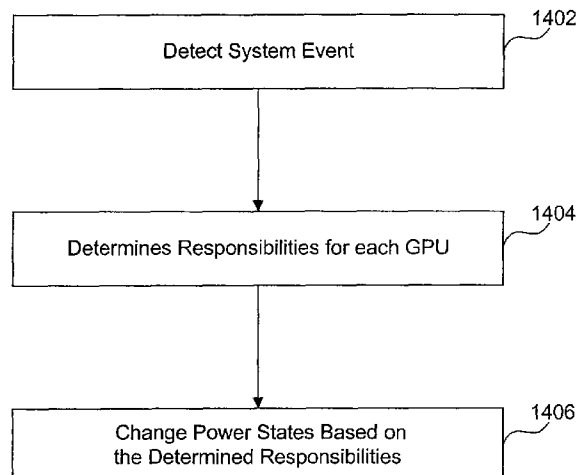 1402
Detect System Event
1404
Determines Responsibilities for each GPU
1406
Change Power States Based on
the Determined Responsibilities